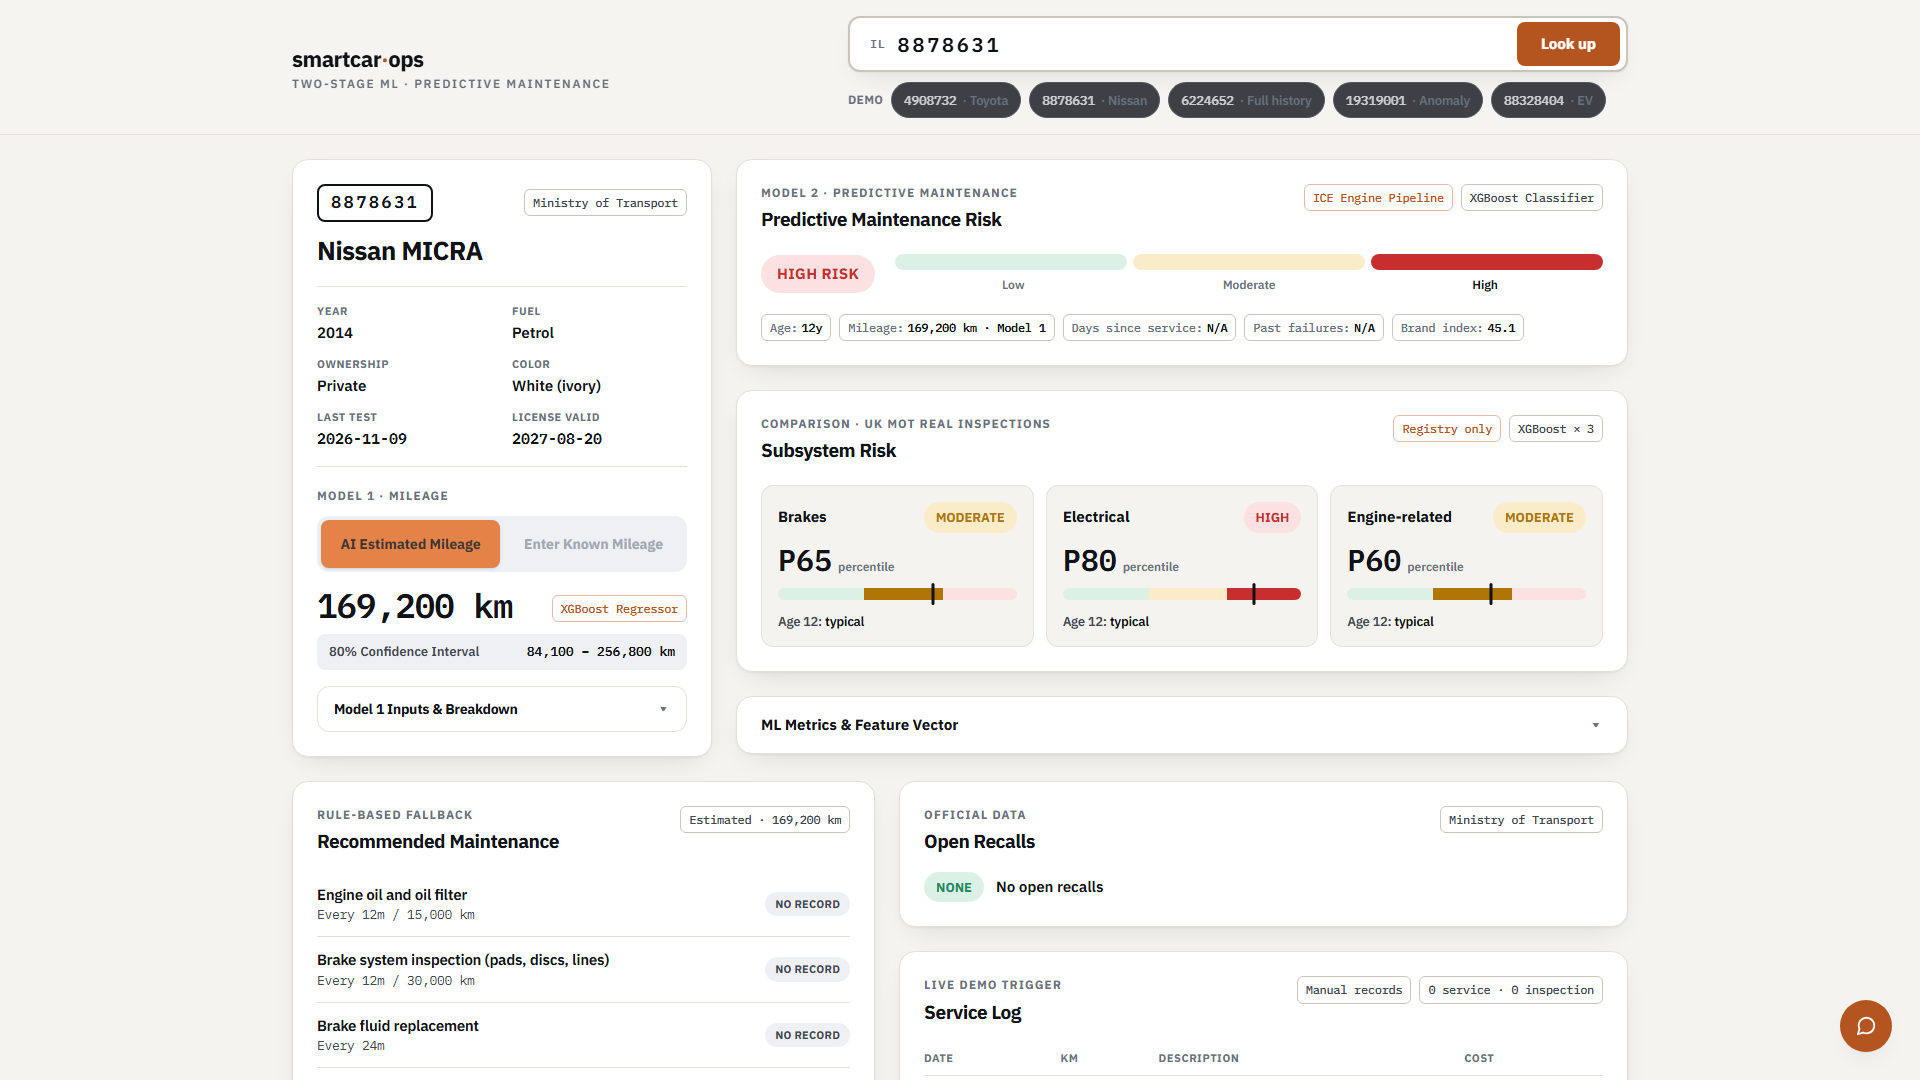 smartcar·ops
TWO-STAGE ML · PREDICTIVE MAINTENANCE
IL 8878631 Look up
DEMO 4908732 · Toyota 8878631 · Nissan 6224652 · Full history 19319001 · Anomaly 88328404 · EV
8878631 Ministry of Transport
Nissan MICRA
YEAR FUEL
2014 Petrol
OWNERSHIP COLOR
Private White (ivory)
LAST TEST LICENSE VALID
2026-11-09 2027-08-20
MODEL 1 · MILEAGE
AI Estimated Mileage Enter Known Mileage
169,200 km XGBoost Regressor
80% Confidence Interval 84,100 – 256,800 km
Model 1 Inputs & Breakdown
MODEL 2 · PREDICTIVE MAINTENANCE
Predictive Maintenance Risk
ICE Engine Pipeline XGBoost Classifier
HIGH RISK
Low Moderate High
Age: 12y Mileage: 169,200 km · Model 1 Days since service: N/A Past failures: N/A Brand index: 45.1
COMPARISON · UK MOT REAL INSPECTIONS
Subsystem Risk
Registry only XGBoost × 3
Brakes MODERATE
P65 percentile
Age 12: typical
Electrical HIGH
P80 percentile
Age 12: typical
Engine-related MODERATE
P60 percentile
Age 12: typical
ML Metrics & Feature Vector
RULE-BASED FALLBACK
Recommended Maintenance
Estimated · 169,200 km
Engine oil and oil filter
Every 12m / 15,000 km
NO RECORD
Brake system inspection (pads, discs, lines)
Every 12m / 30,000 km
NO RECORD
Brake fluid replacement
Every 24m
NO RECORD
OFFICIAL DATA
Open Recalls
Ministry of Transport
NONE No open recalls
LIVE DEMO TRIGGER
Service Log
Manual records 0 service · 0 inspection
DATE KM DESCRIPTION COST